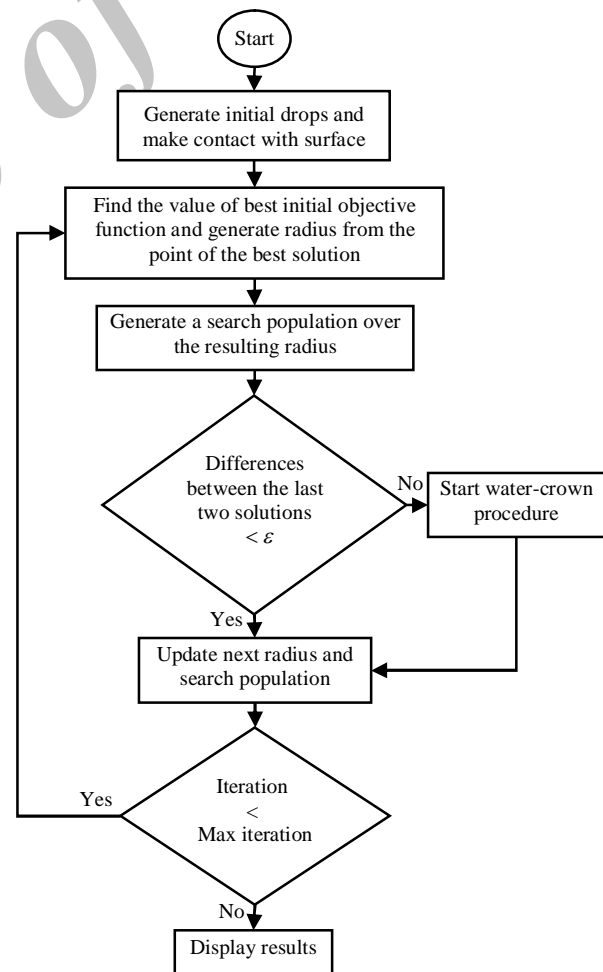 Start
Generate initial drops and
make contact with surface
Find the value of best initial objective
function and generate radius from the
point of the best solution
Generate a search population over
the resulting radius
Differences
between the last
two solutions
< ε
No
Start water-crown
procedure
Yes
Update next radius and
search population
Iteration
<
Max iteration
Yes
No
Display results